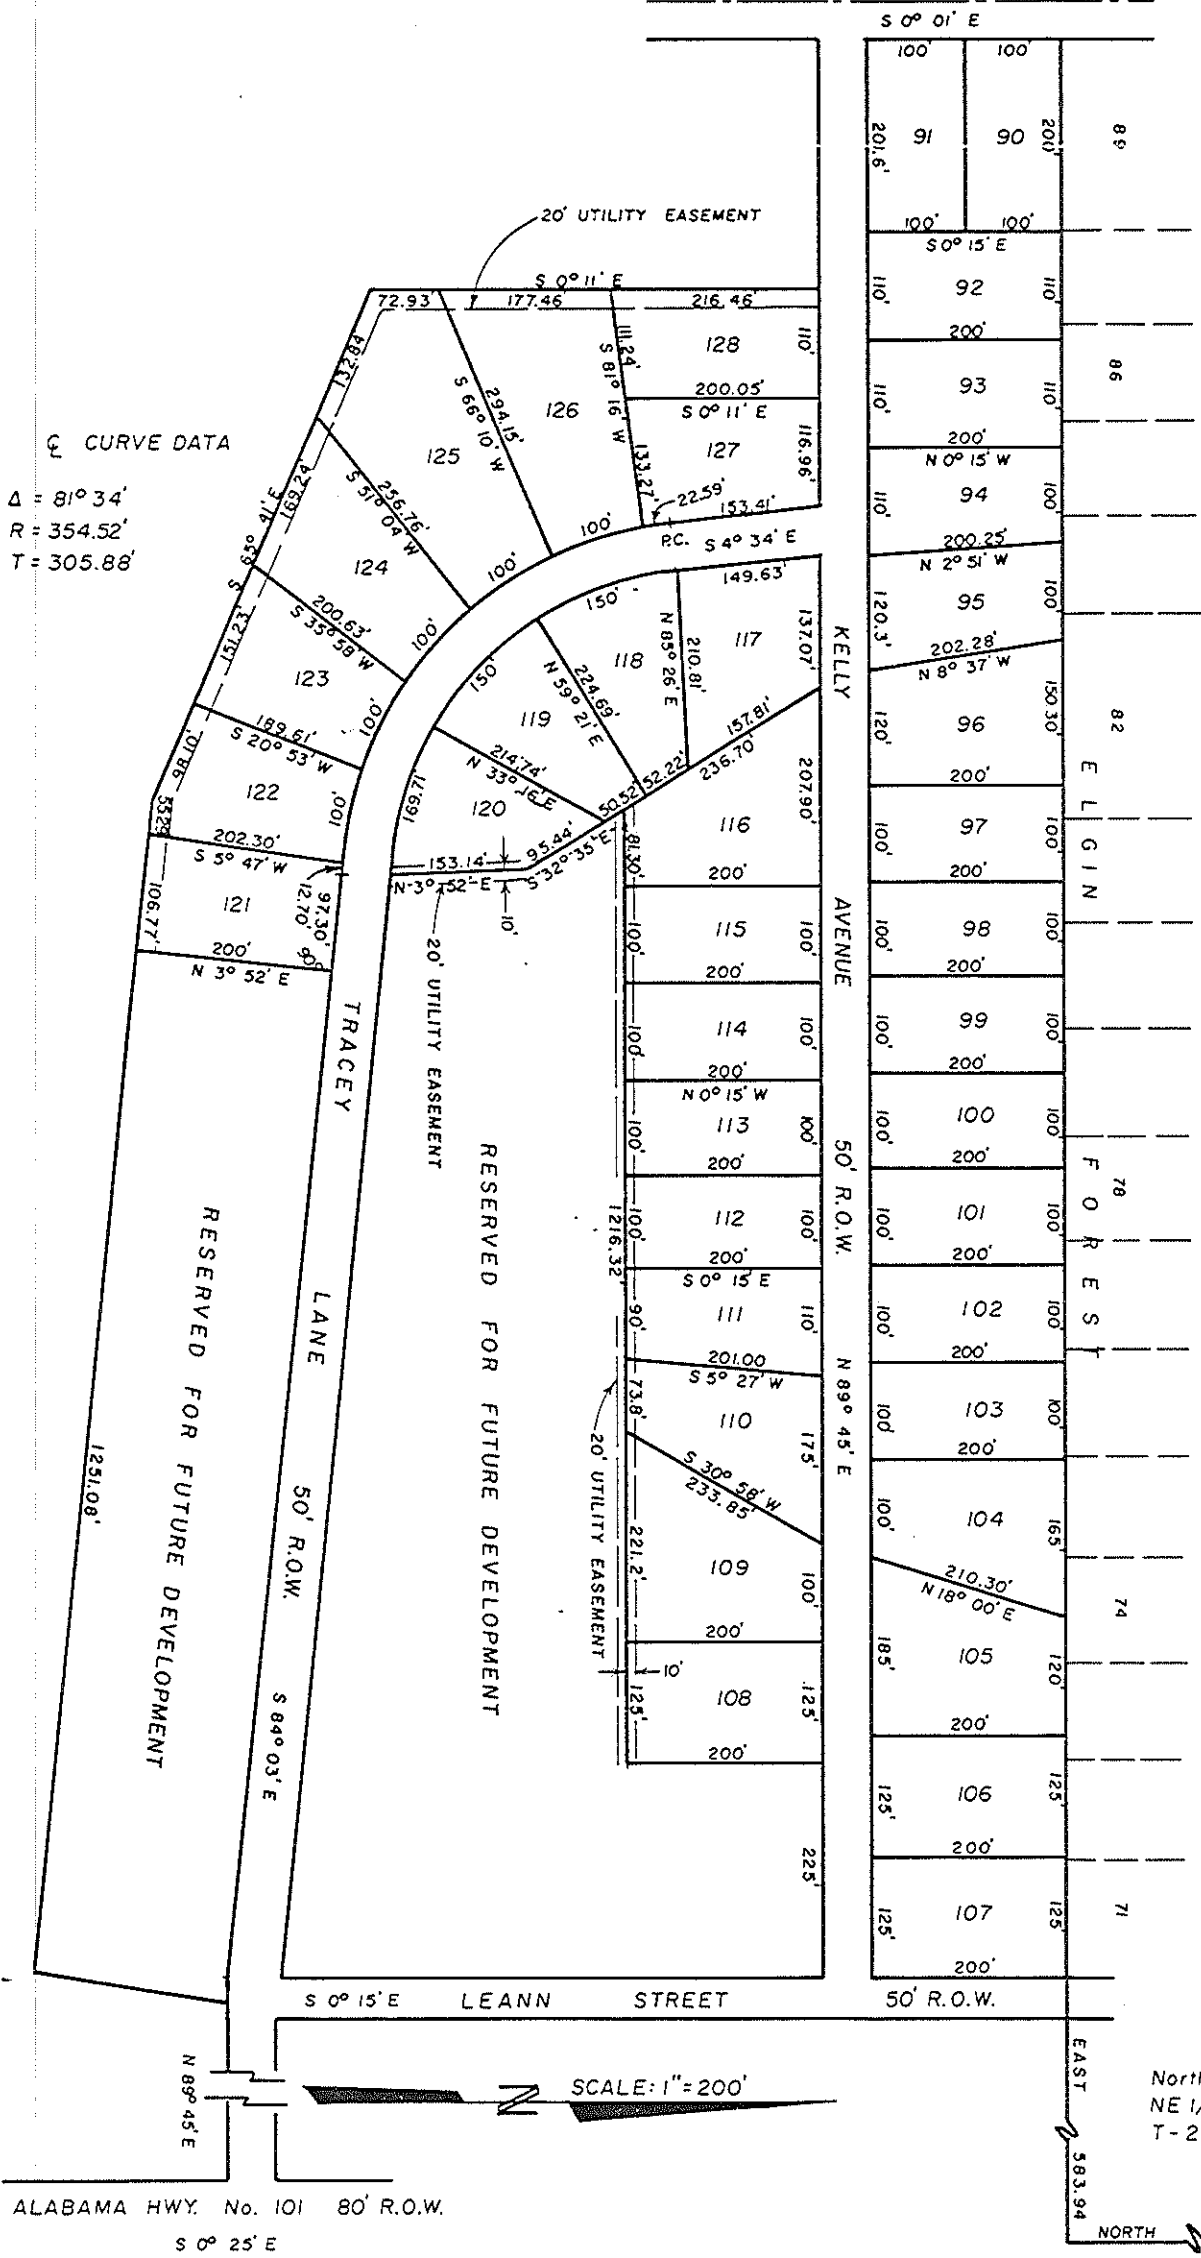 S 0° 01' E
100' 100'
201.6' 91 90 200' 89
100' 100'
S 0° 15' E
20' UTILITY EASEMENT
S 0° 11' E
72.93' 177.46' 216.46'
110' 92 110'
200'
132.84
111.24'
S 81° 16' W
128 110'
200.05'
S 0° 11' E
110' 93 110' 86
200'
N 0° 15' W
294.15'
S 66° 10' W
126
125
127 116.96'
133.27'
22.59'
153.41'
℄ CURVE DATA
Δ = 81° 34'
R = 354.52'
T = 305.88'
110' 94 100'
200.25'
N 2° 51' W
169.24'
S 65° 41' E
256.76'
S 51° 04' W
100'
100'
P.C. S 4° 34' E
149.63'
124
120.3' 95 100'
202.28'
N 8° 37' W
150'
200.63'
S 35° 58' W
100'
151.23'
123
118
N 85° 26' E
210.81'
117 137.07'
KELLY
150'
224.69'
N 59° 21' E
119
157.81'
120' 96 150.30' 82
200'
100'
189.61'
S 20° 53' W
98.10'
122
100'
214.74'
N 33° 16' E
169.71
120
50.52' 52.22'
236.70'
207.90'
116
ELGIN
55.29
202.30'
S 5° 47' W
153.14'
N 3° 52' E
95.44'
S 32° 35' E
81.30'
200'
100' 97 100'
200'
106.77'
121
97.30'
12.70'
200' 90°
N 3° 52' E
10'
20' UTILITY EASEMENT
100' 115 100'
200'
AVENUE
100' 98 100'
200'
TRACEY
100' 114 100'
200'
N 0° 15' W
100' 99 100'
200'
100' 113 100'
200'
50' R.O.W.
100' 100 100'
200'
78
FOREST
RESERVED FOR FUTURE DEVELOPMENT
1216.32'
100' 112 100'
200'
S 0° 15' E
100' 101 100'
200'
RESERVED FOR FUTURE DEVELOPMENT
LANE
90' 111 110'
201.00
S 5° 27' W
100' 102 100'
200'
N 89° 45' E
73.8' 110 175'
S 30° 58' W
233.85'
100' 103 100'
200'
1251.08'
50' R.O.W.
20' UTILITY EASEMENT
221.2' 109 100'
200'
100' 104 165'
210.30'
N 18° 00' E
74
S 84° 03' E
10'
125' 108 125'
200'
185' 105 120'
200'
225'
125' 106 125'
200'
125' 107 125' 71
200'
S 0° 15' E LEANN STREET 50' R.O.W.
N 89° 45' E
SCALE: 1" = 200'
N
EAST
583.94
NE 1/
T-2
NORTH
ALABAMA HWY. No. 101 80' R.O.W.
S 0° 25' E